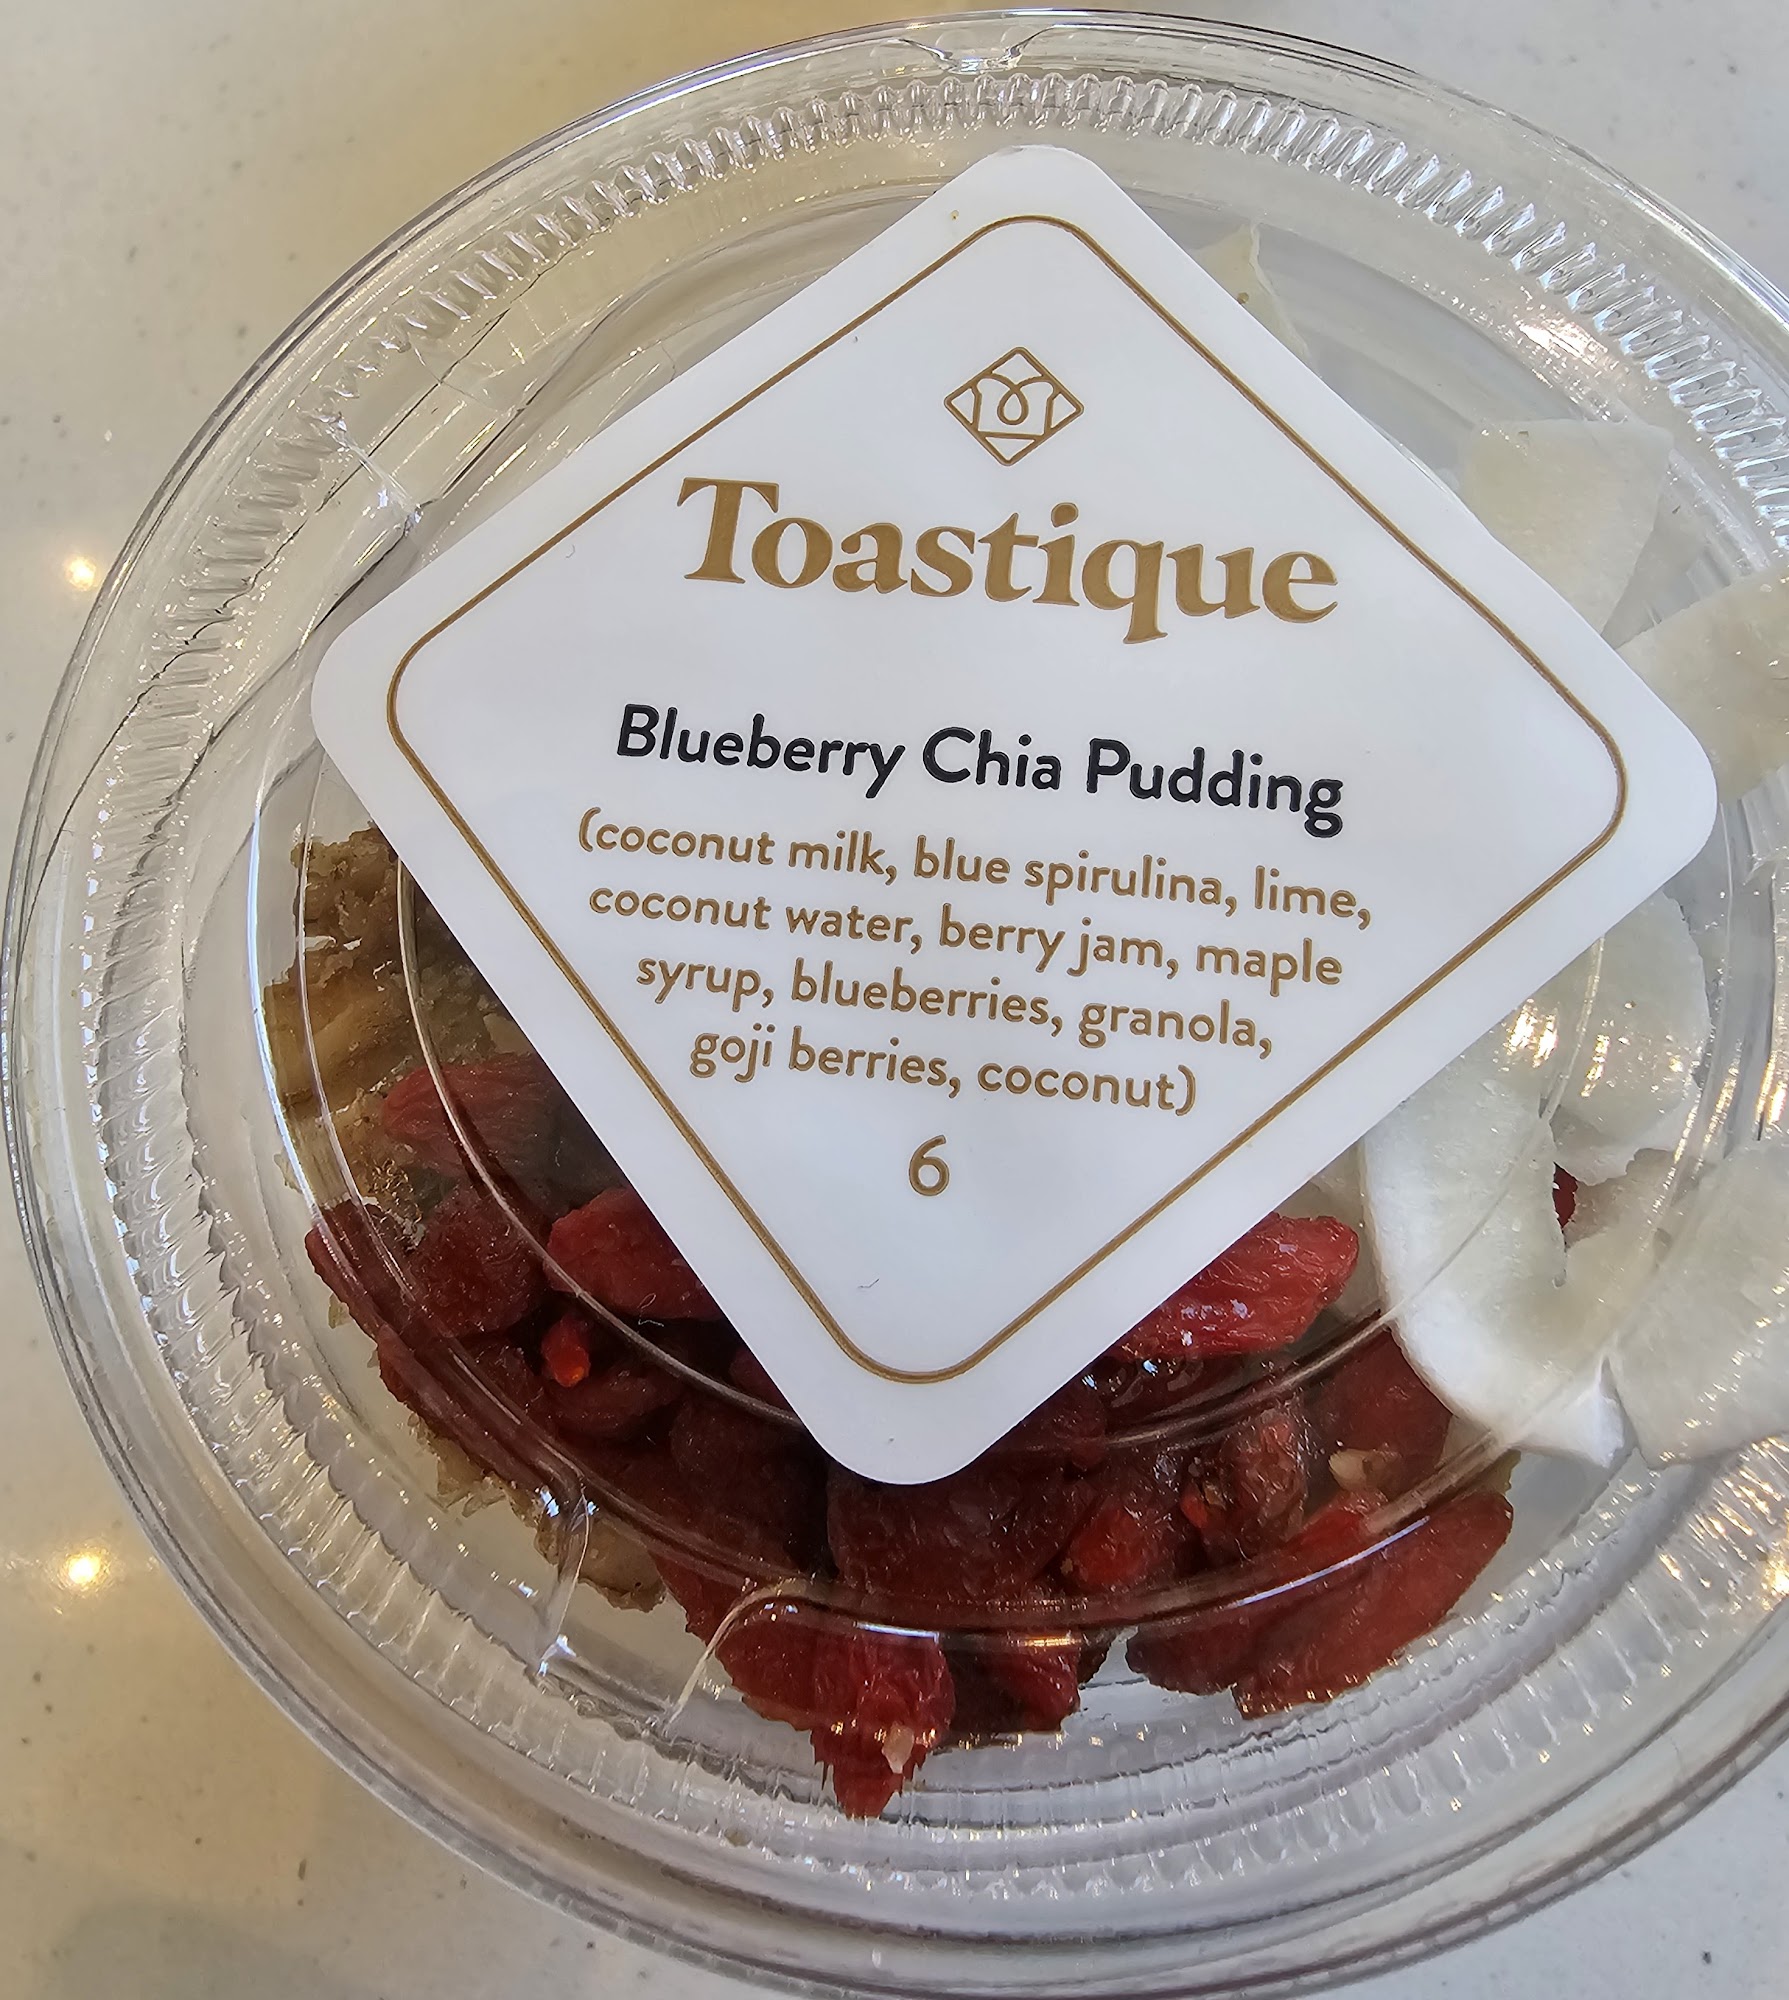 Toastique
Blueberry Chia Pudding
(coconut milk, blue spirulina, lime,
coconut water, berry jam, maple
syrup, blueberries, granola,
goji berries, coconut)
6